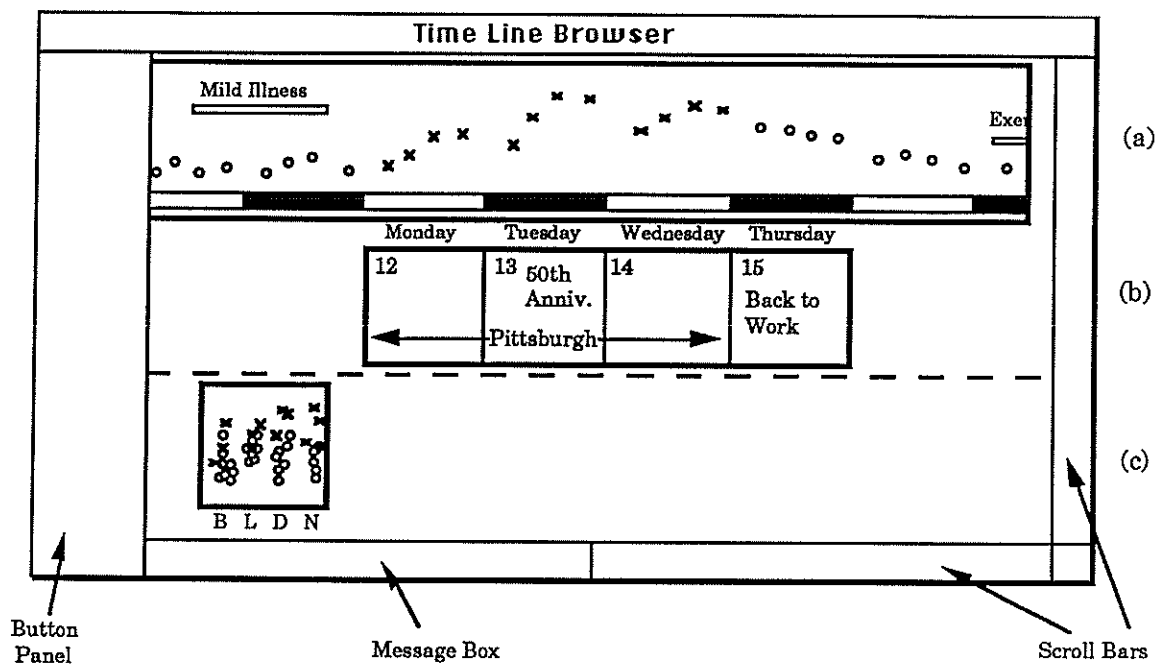 Time Line Browser
Mild Illness
Exer
(a)
Monday Tuesday Wednesday Thursday
12 13 50th Anniv. 14 15 Back to Work
Pittsburgh
(b)
(c)
B L D N
Button Panel
Message Box
Scroll Bars